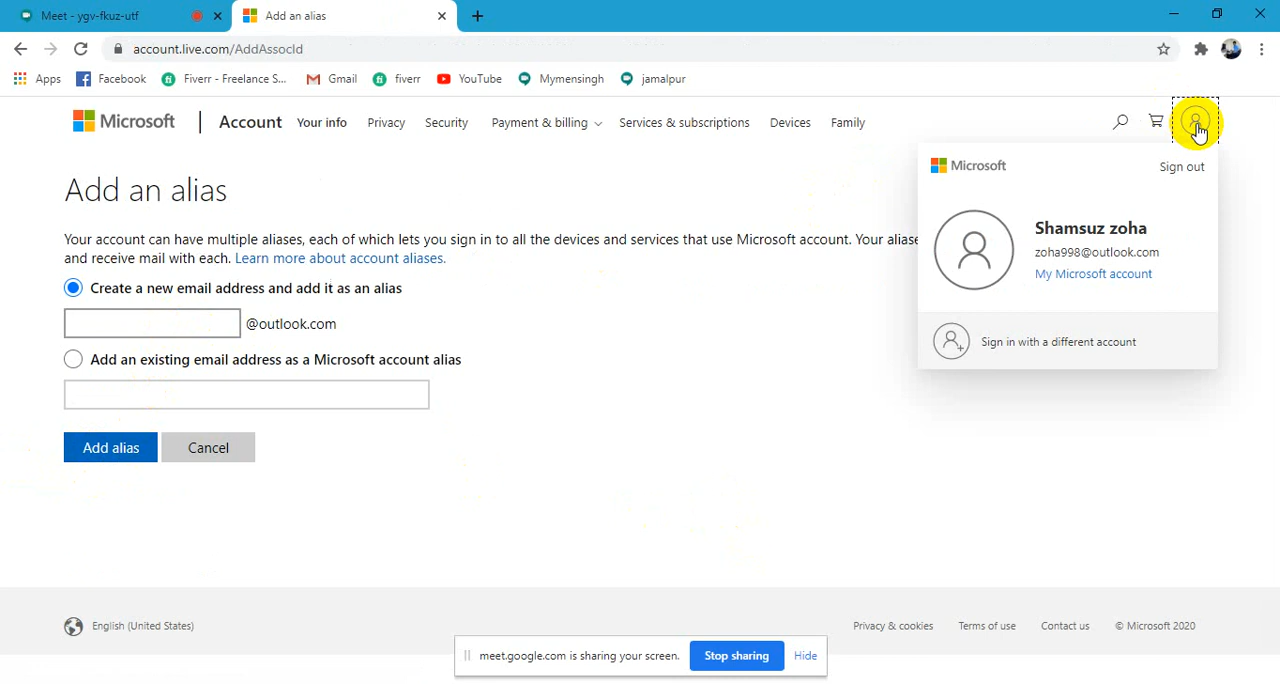 Meet - ygv-fkuz-utf
Add an alias
account.live.com/AddAssocId
Apps Facebook Fiverr - Freelance S... Gmail fiverr YouTube Mymensingh jamalpur
Microsoft Account Your info Privacy Security Payment & billing Services & subscriptions Devices Family
Microsoft Sign out
Shamsuz zoha
zoha998@outlook.com
My Microsoft account
Sign in with a different account
Add an alias
Your account can have multiple aliases, each of which lets you sign in to all the devices and services that use Microsoft account. Your aliase
and receive mail with each. Learn more about account aliases.
Create a new email address and add it as an alias
@outlook.com
Add an existing email address as a Microsoft account alias
Add alias Cancel
English (United States) Privacy & cookies Terms of use Contact us © Microsoft 2020
meet.google.com is sharing your screen. Stop sharing Hide